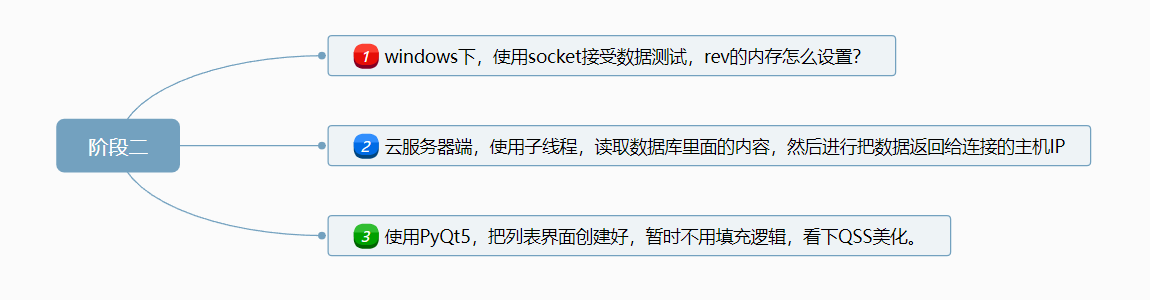 阶段二
1 windows下，使用socket接受数据测试，rev的内存怎么设置？
2 云服务器端，使用子线程，读取数据库里面的内容，然后进行把数据返回给连接的主机IP
3 使用PyQt5，把列表界面创建好，暂时不用填充逻辑，看下QSS美化。